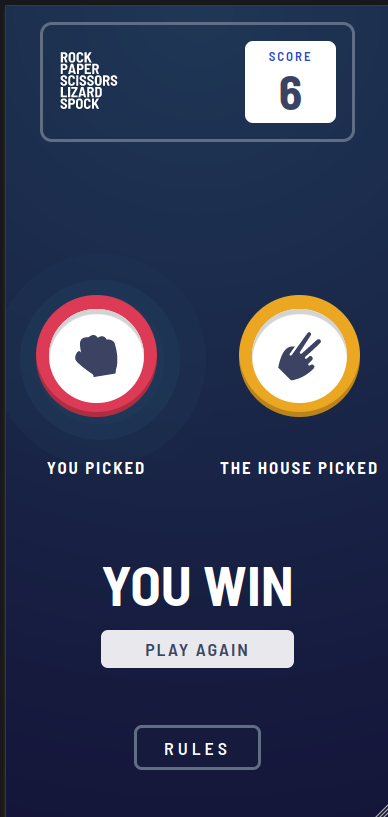 ROCK
PAPER
SCISSORS
LIZARD
SPOCK
SCORE
6
YOU PICKED
THE HOUSE PICKED
YOU WIN
PLAY AGAIN
RULES